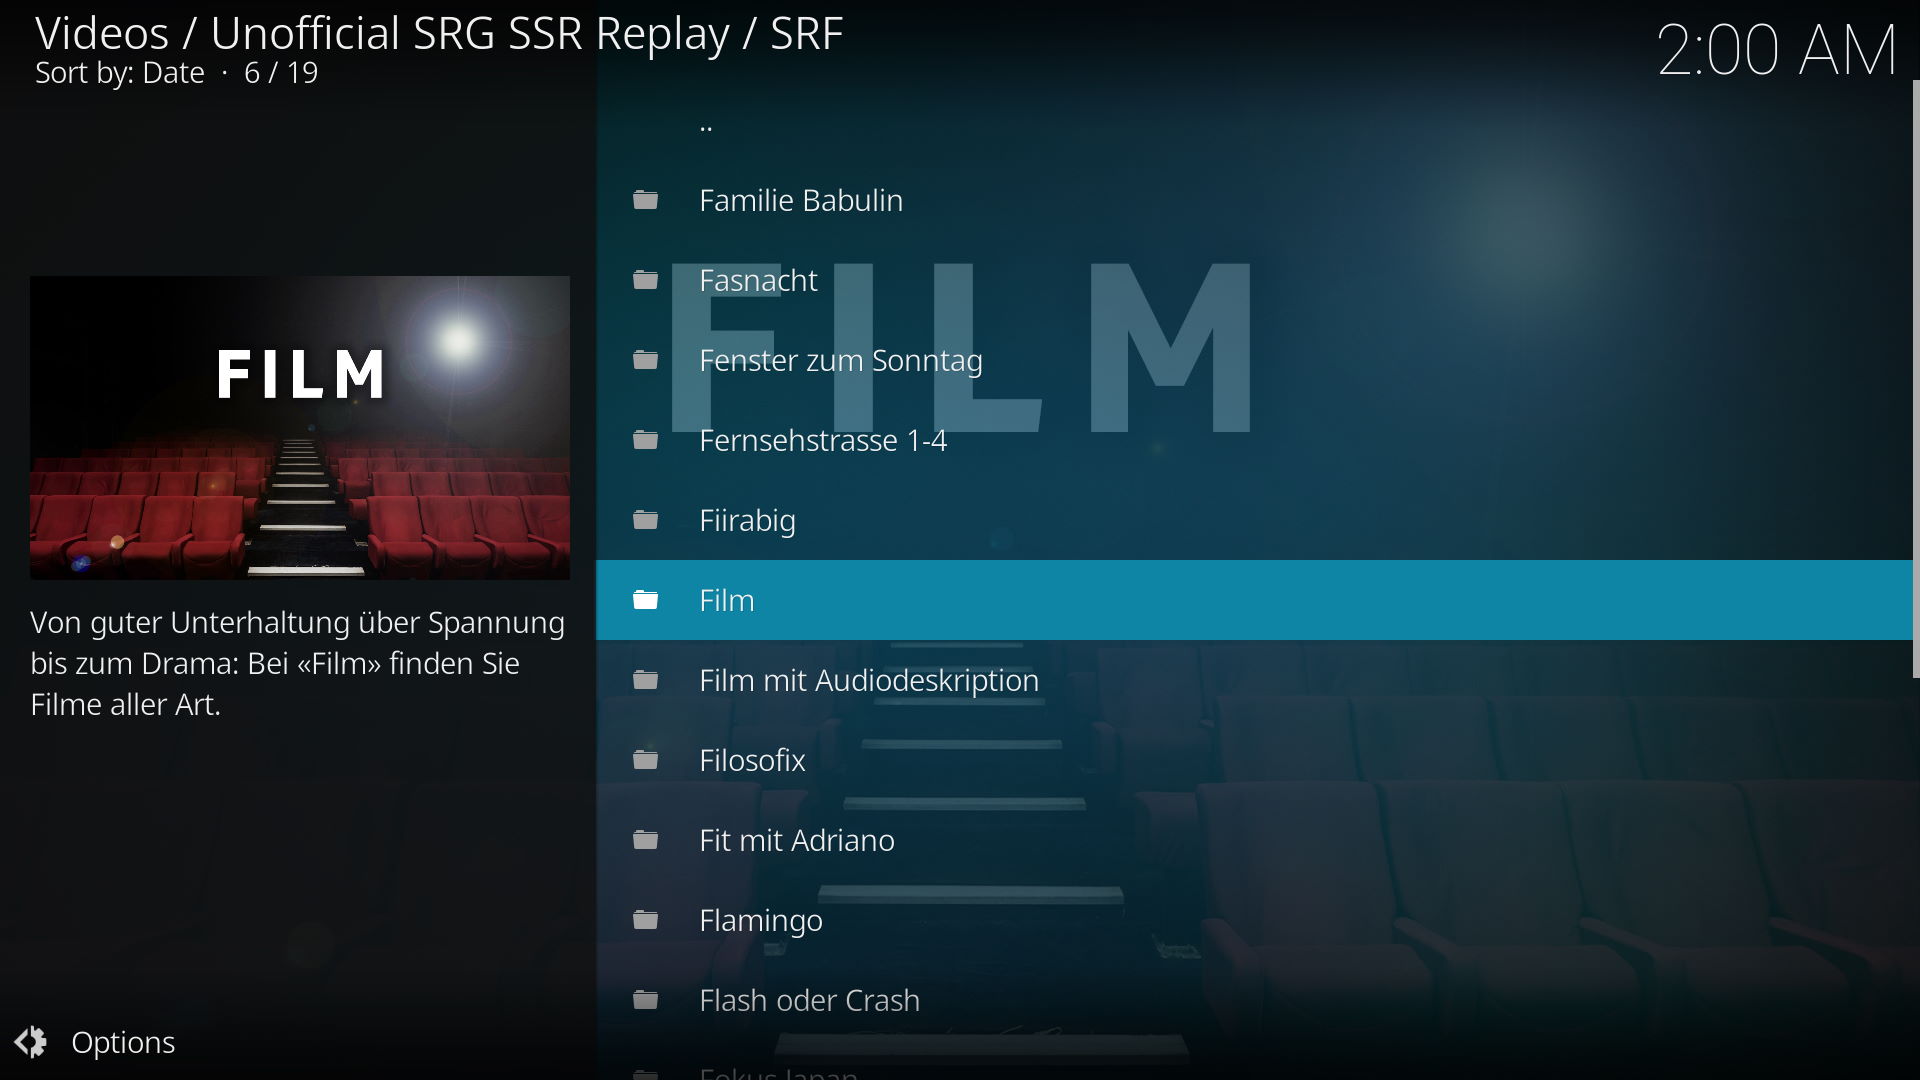 Videos / Unofficial SRG SSR Replay / SRF
Sort by: Date · 6 / 19
2:00 AM
..
Familie Babulin
Fasnacht
Fenster zum Sonntag
Fernsehstrasse 1-4
Fiirabig
Film
Film mit Audiodeskription
Filosofix
Fit mit Adriano
Flamingo
Flash oder Crash
Fokus Japan
FILM
FILM
Von guter Unterhaltung über Spannung
bis zum Drama: Bei «Film» finden Sie
Filme aller Art.
Options